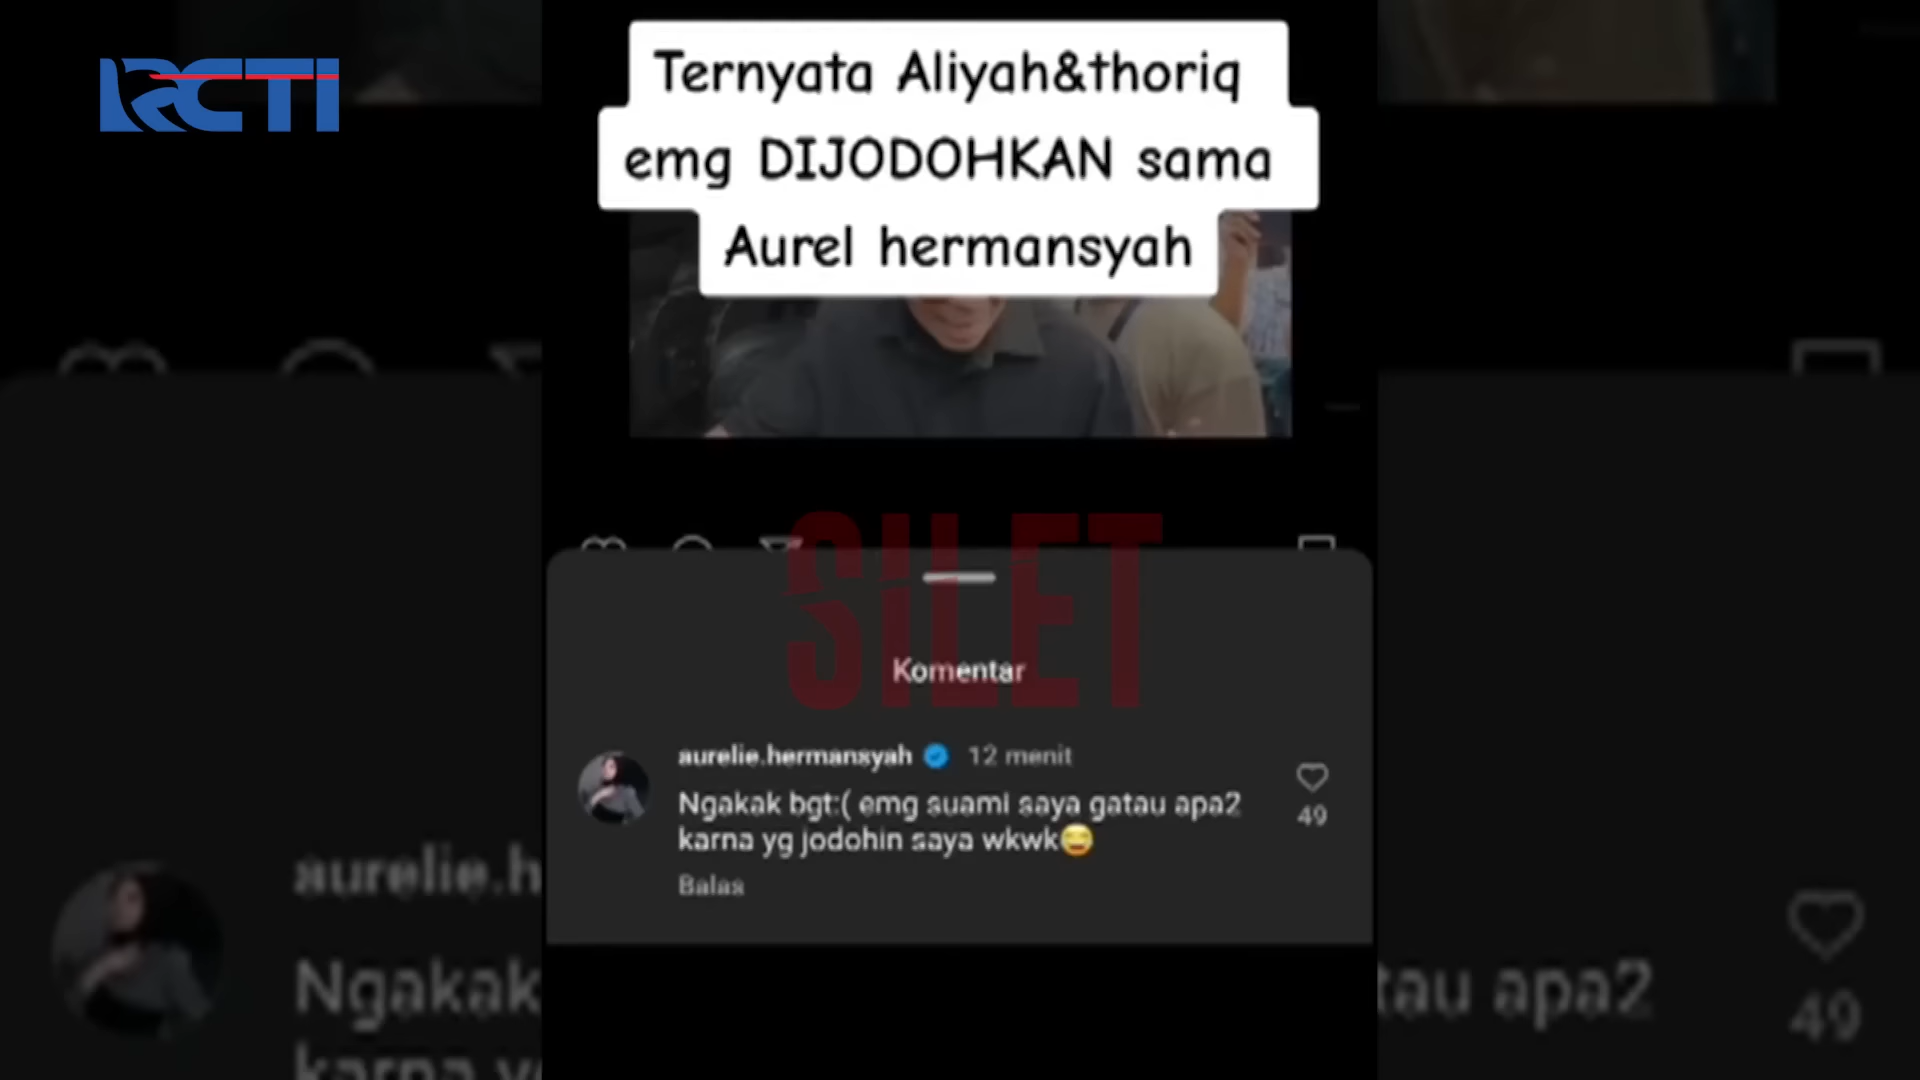 RCTI
Ternyata Aliyah&thoriq
emg DIJODOHKAN sama
Aurel hermansyah
SILET
Komentar
aurelie.hermansyah 12 menit
Ngakak bgt:( emg suami saya gatau apa2
karna yg jodohin saya wkwk😅
49
Balas
aurelie.h
Ngakak
tau apa2
49